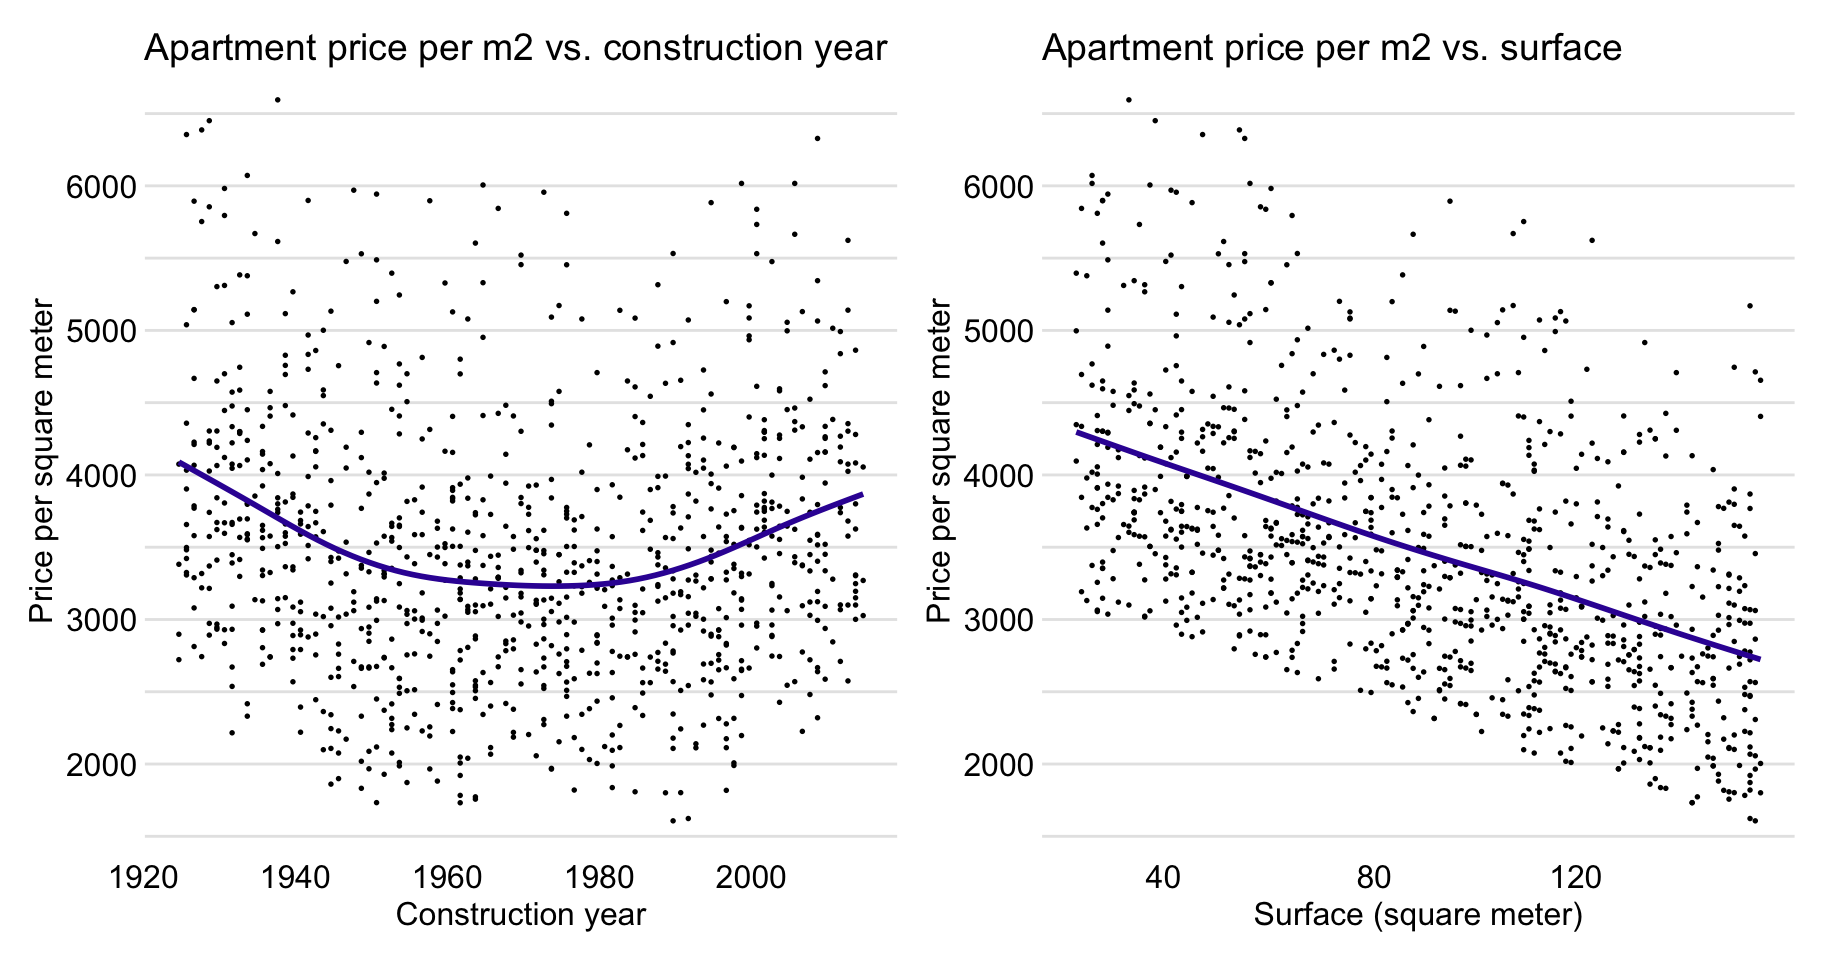 Apartment price per m2 vs. construction year
Price per square meter
6000
5000
4000
3000
2000
1920 1940 1960 1980 2000
Construction year
Apartment price per m2 vs. surface
Price per square meter
6000
5000
4000
3000
2000
40 80 120
Surface (square meter)